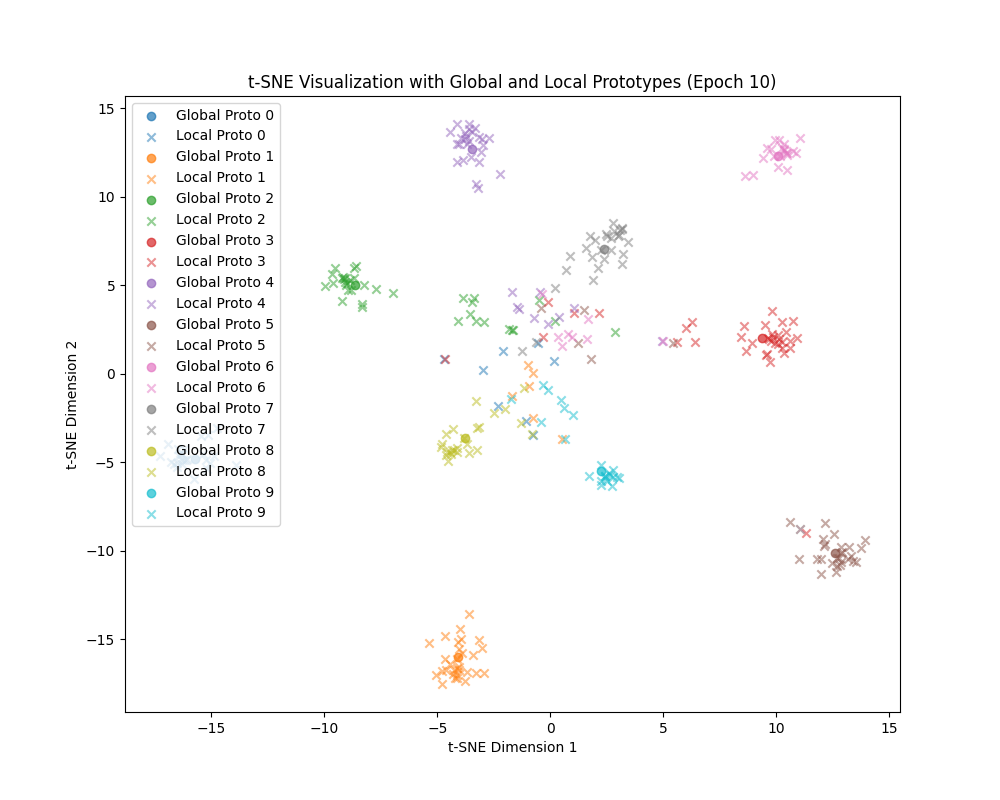 t-SNE Visualization with Global and Local Prototypes (Epoch 10)
Global Proto 0
Local Proto 0
Global Proto 1
Local Proto 1
Global Proto 2
Local Proto 2
Global Proto 3
Local Proto 3
Global Proto 4
Local Proto 4
Global Proto 5
Local Proto 5
Global Proto 6
Local Proto 6
Global Proto 7
Local Proto 7
Global Proto 8
Local Proto 8
Global Proto 9
Local Proto 9
t-SNE Dimension 2
15
10
5
0
−5
−10
−15
−15
−10
−5
0
5
10
15
t-SNE Dimension 1